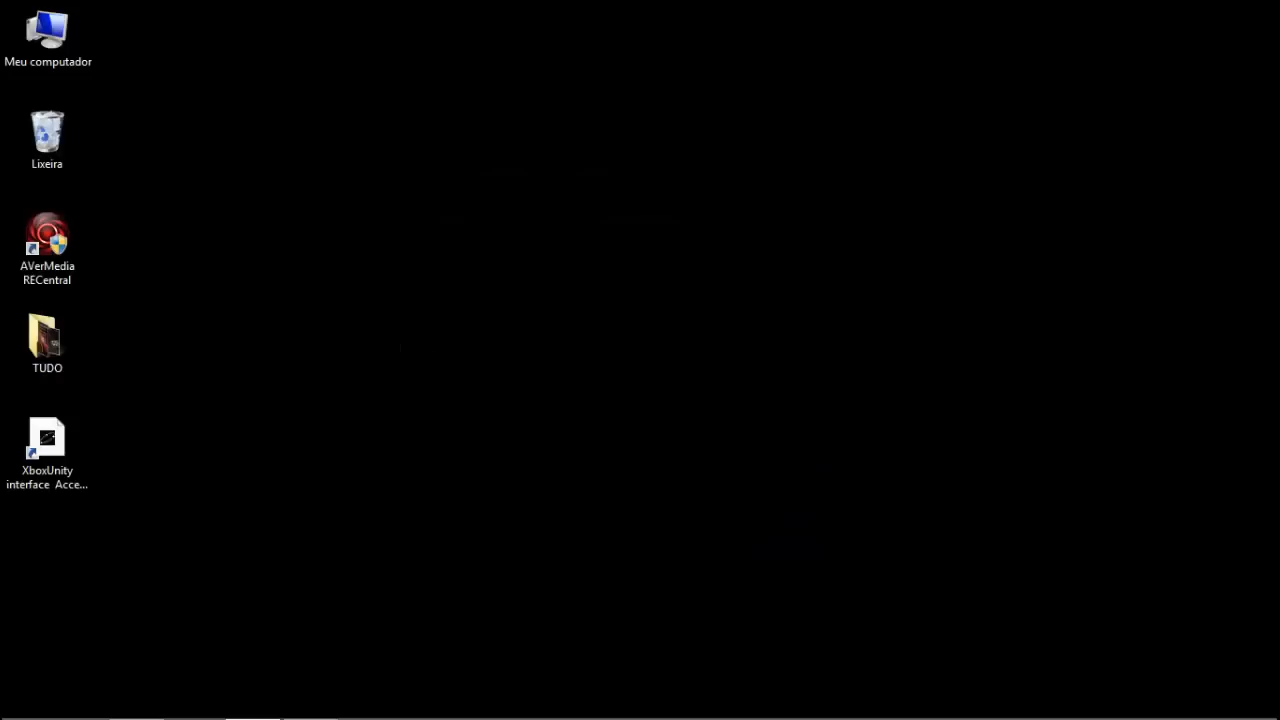 Meu computador
Lixeira
AVerMedia
RECentral
TUDO
XboxUnity
interface Acce...